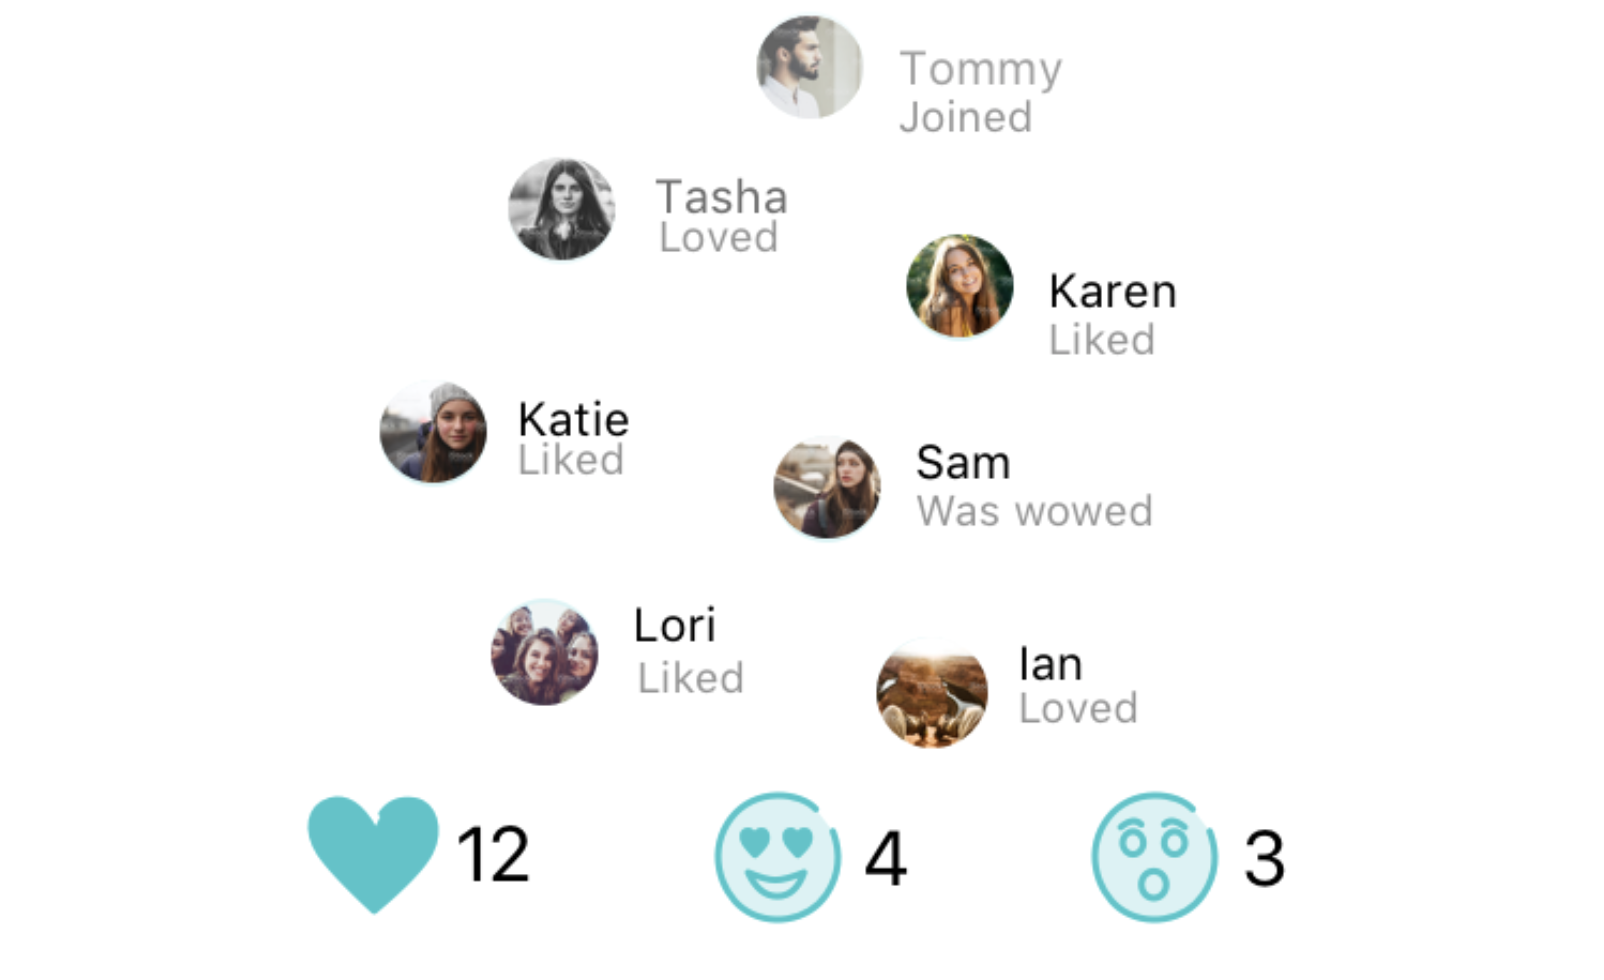 Tommy
Joined
Tasha
Loved
Karen
Liked
Katie
Liked
Sam
Was wowed
Lori
Liked
Ian
Loved
12
4
3